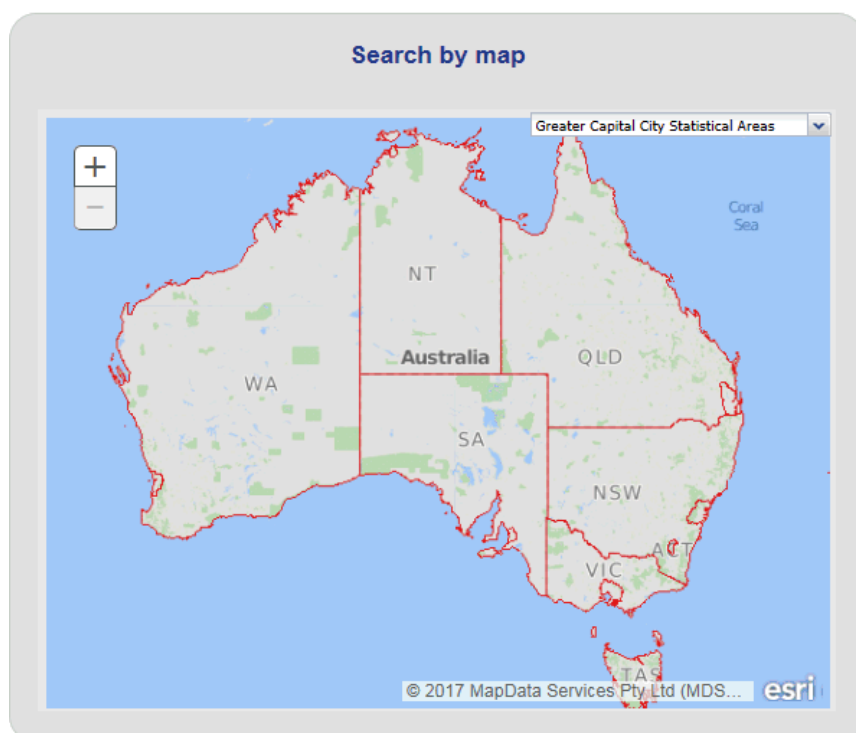 Search by map
Greater Capital City Statistical Areas
+
−
Coral
Sea
NT
Australia
QLD
WA
SA
NSW
ACT
VIC
TAS
© 2017 MapData Services Pty Ltd (MDS...
esri